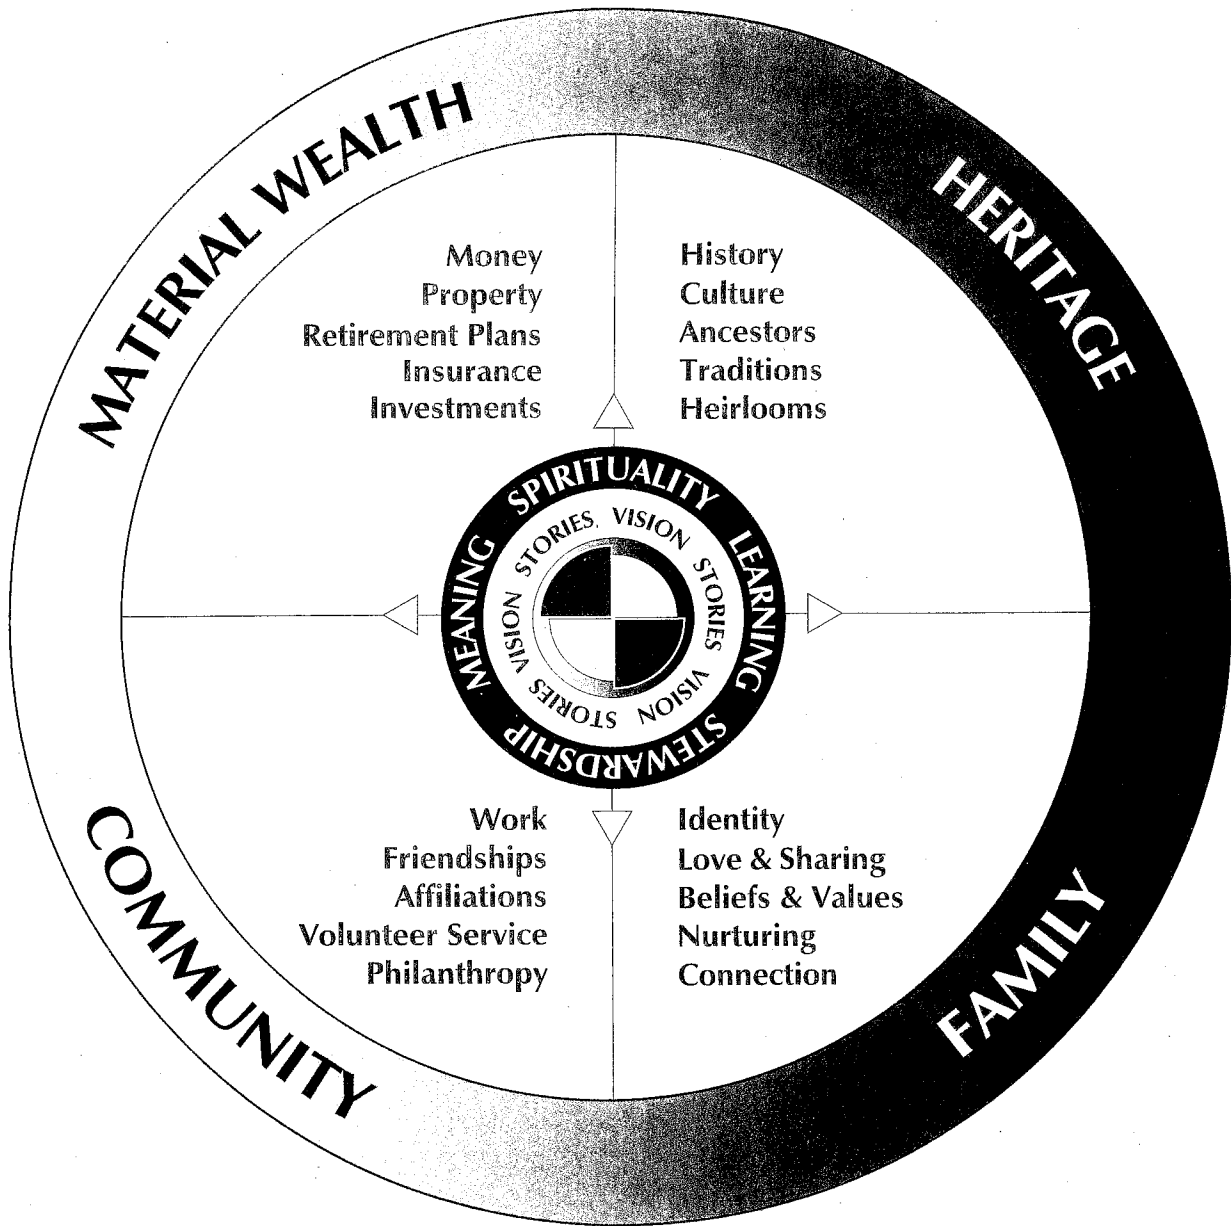 MATERIAL WEALTH
HERITAGE
Money
Property
Retirement Plans
Insurance
Investments
History
Culture
Ancestors
Traditions
Heirlooms
SPIRITUALITY
LEARNING
STEWARDSHIP
MEANING
VISION
STORIES
VISION
STORIES
VISION
STORIES
Work
Friendships
Affiliations
Volunteer Service
Philanthropy
Identity
Love & Sharing
Beliefs & Values
Nurturing
Connection
COMMUNITY
FAMILY